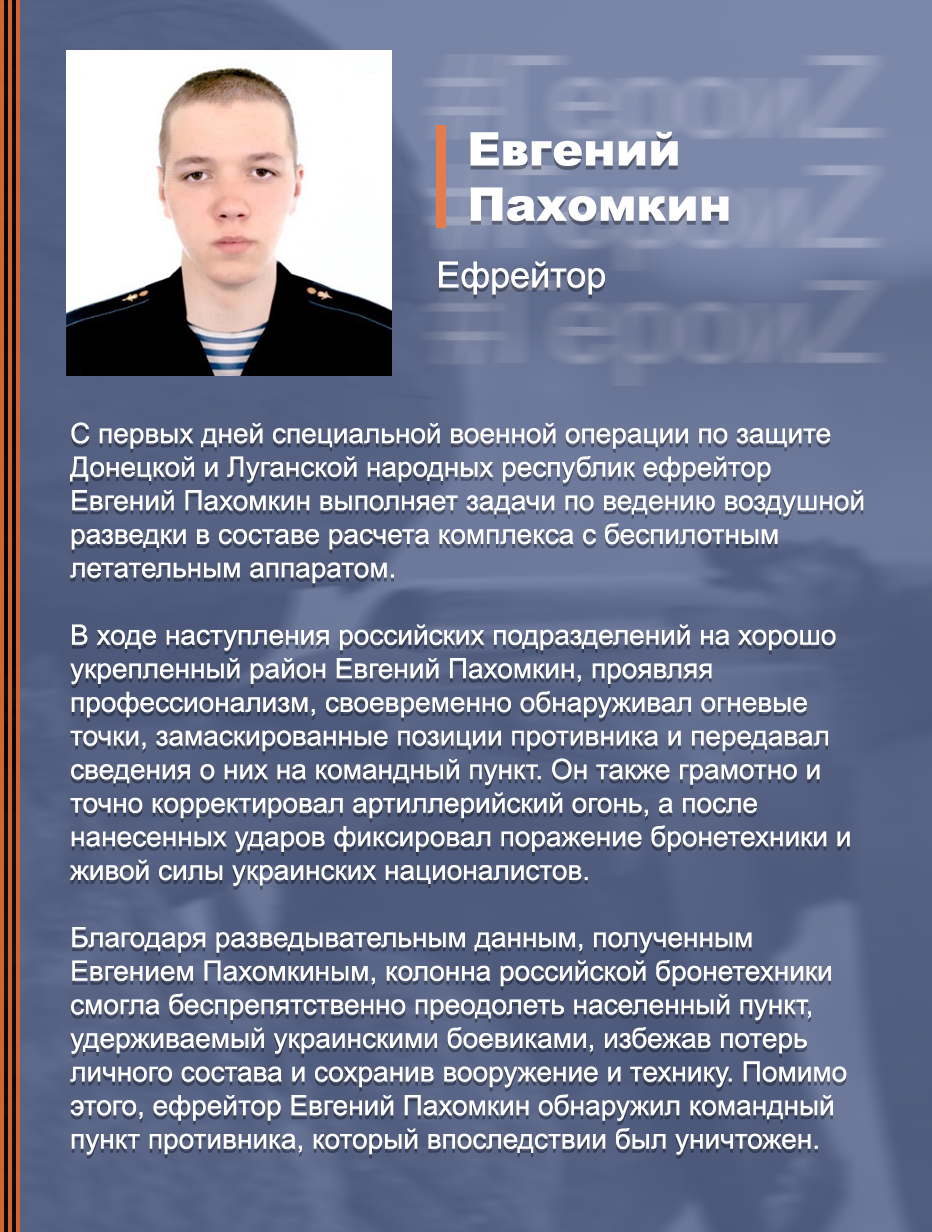 #ГероиZ
Евгений
#ГероиZ
Пахомкин
Ефрейтор
#ГероиZ
С первых дней специальной военной операции по защите
Донецкой и Луганской народных республик ефрейтор
Евгений Пахомкин выполняет задачи по ведению воздушной
разведки в составе расчета комплекса с беспилотным
летательным аппаратом.
В ходе наступления российских подразделений на хорошо
укрепленный район Евгений Пахомкин, проявляя
профессионализм, своевременно обнаруживал огневые
точки, замаскированные позиции противника и передавал
сведения о них на командный пункт. Он также грамотно и
точно корректировал артиллерийский огонь, а после
нанесенных ударов фиксировал поражение бронетехники и
живой силы украинских националистов.
Благодаря разведывательным данным, полученным
Евгением Пахомкиным, колонна российской бронетехники
смогла беспрепятственно преодолеть населенный пункт,
удерживаемый украинскими боевиками, избежав потерь
личного состава и сохранив вооружение и технику. Помимо
этого, ефрейтор Евгений Пахомкин обнаружил командный
пункт противника, который впоследствии был уничтожен.